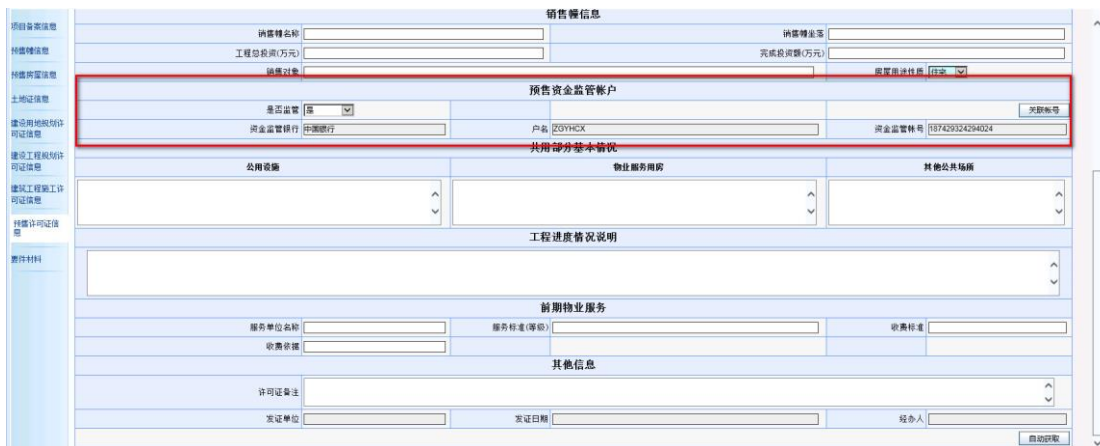 项目备案信息
预售幢信息
预售房屋信息
土地证信息
建设用地规划许
可证信息
建设工程规划许
可证信息
建筑工程施工许
可证信息
预售许可证信
息
要件材料
销售幢信息
销售幢名称 销售幢坐落
工程总投资(万元) 完成投资额(万元)
销售对象 房屋用途性质 住宅
预售资金监管帐户
是否监管 是 关联帐号
资金监管银行 中国银行 户名 ZGYHCX 资金监管帐号 187429324294024
共用部分基本情况
公用设施 物业服务用房 其他公共场所
工程进度情况说明
前期物业服务
服务单位名称 服务标准(等级) 收费标准
收费依据
其他信息
许可证备注
发证单位 发证日期 经办人
自动获取